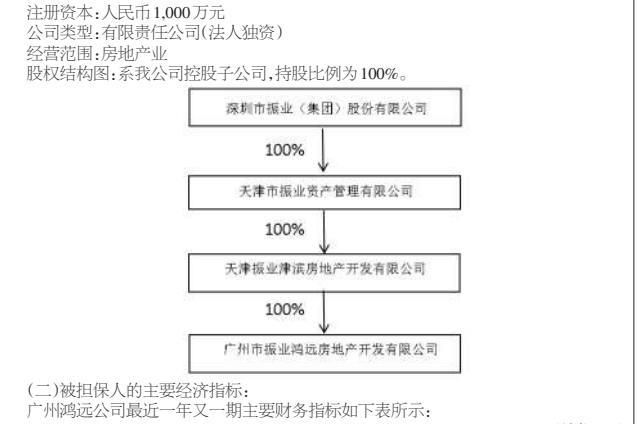 注册资本:人民币1,000万元
公司类型:有限责任公司(法人独资)
经营范围:房地产业
股权结构图:系我公司控股子公司,持股比例为100%。
深圳市振业（集团）股份有限公司
100%
天津市振业资产管理有限公司
100%
天津振业津滨房地产开发有限公司
100%
广州市振业鸿远房地产开发有限公司
(二)被担保人的主要经济指标:
广州鸿远公司最近一年又一期主要财务指标如下表所示: